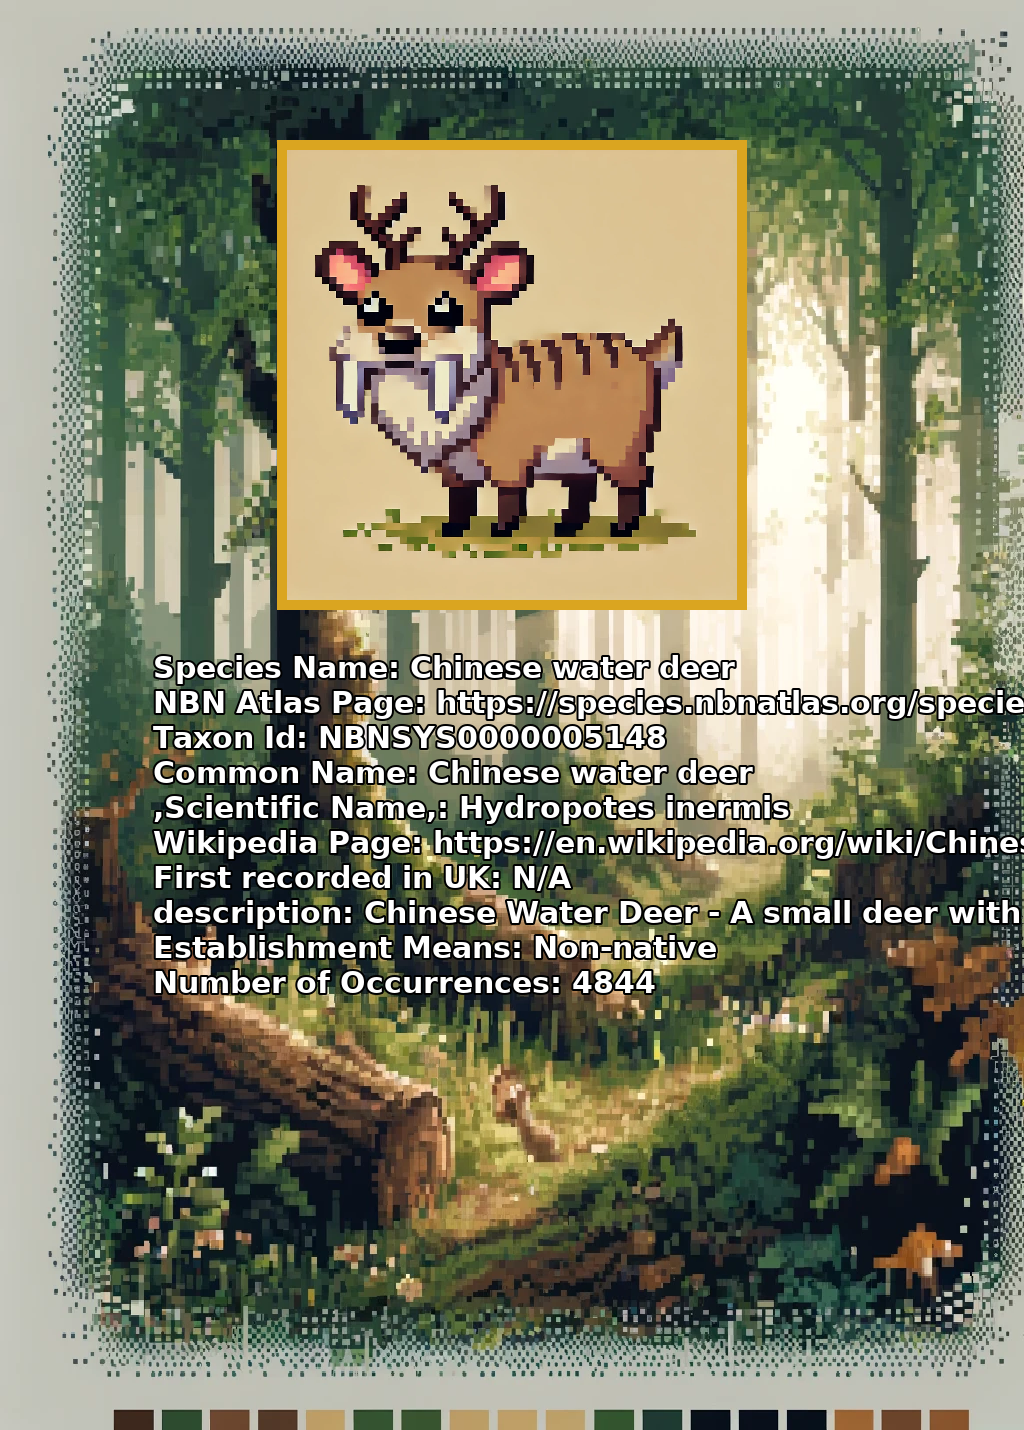 Species Name: Chinese water deer
NBN Atlas Page: https://species.nbnatlas.org/specie
Taxon Id: NBNSYS0000005148
Common Name: Chinese water deer
,Scientific Name,: Hydropotes inermis
Wikipedia Page: https://en.wikipedia.org/wiki/Chines
First recorded in UK: N/A
description: Chinese Water Deer - A small deer with
Establishment Means: Non-native
Number of Occurrences: 4844